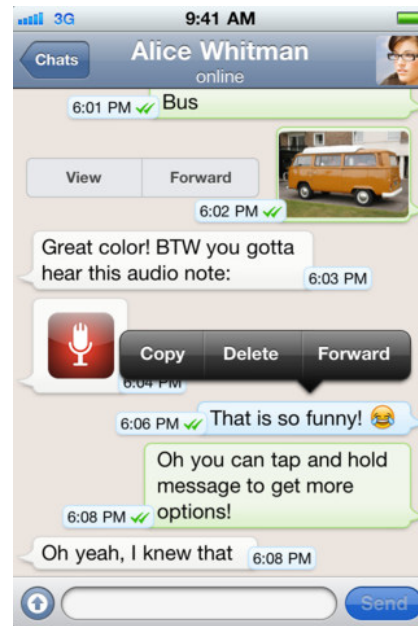 3G 9:41 AM
Chats Alice Whitman
online
6:01 PM Bus
View Forward
6:02 PM
Great color! BTW you gotta
hear this audio note: 6:03 PM
Copy Delete Forward
6:04 PM
6:06 PM That is so funny! 😂
Oh you can tap and hold
message to get more
6:08 PM options!
Oh yeah, I knew that 6:08 PM
Send